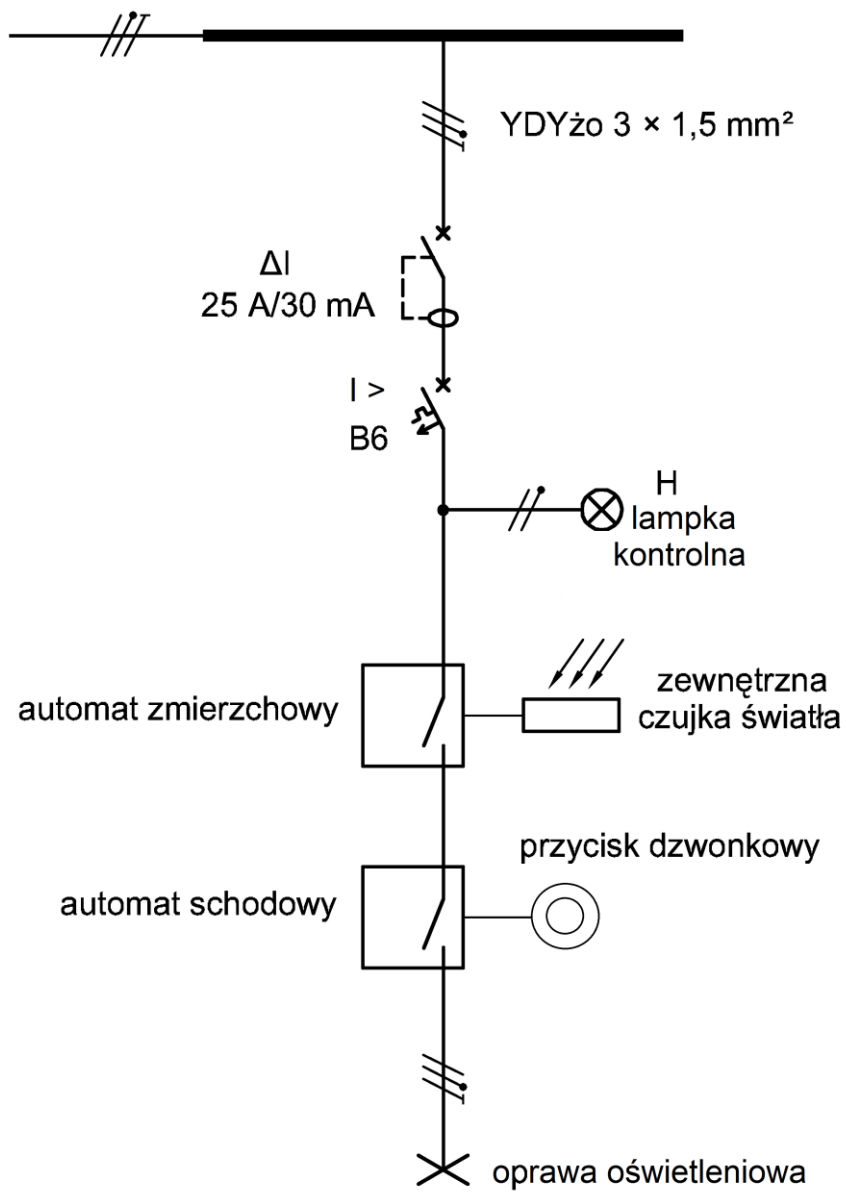 YDYżo 3 × 1,5 mm²
ΔI
25 A/30 mA
I >
B6
H
lampka
kontrolna
automat zmierzchowy
zewnętrzna
czujka światła
przycisk dzwonkowy
automat schodowy
oprawa oświetleniowa